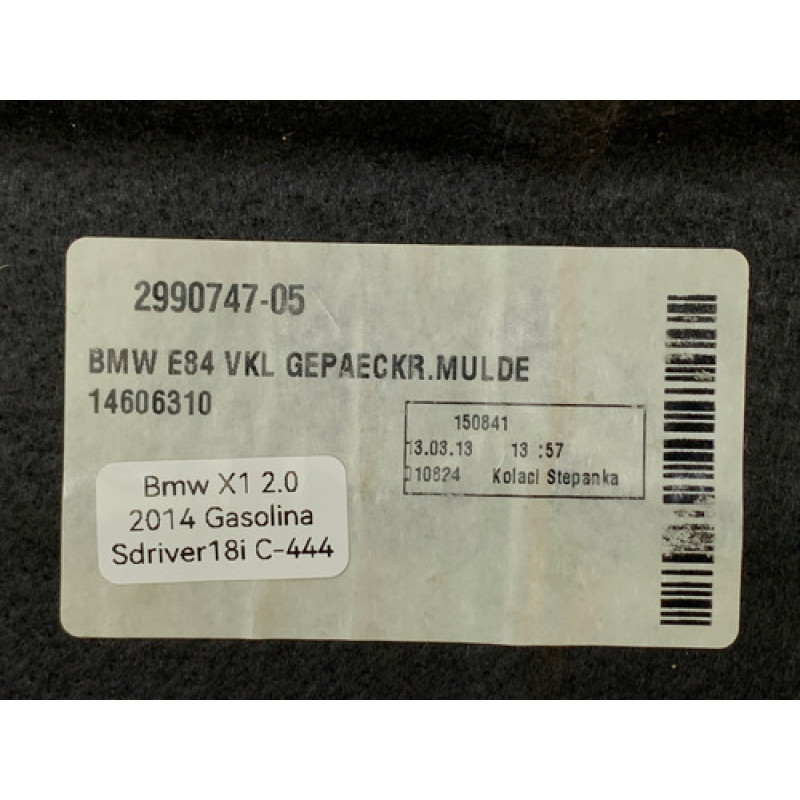 2990747-05
BMW E84 VKL GEPAECKR.MULDE
14606310
150841
13.03.13 13 :57
010824 Kolaci Stepanka
Bmw X1 2.0
2014 Gasolina
Sdriver18i C-444